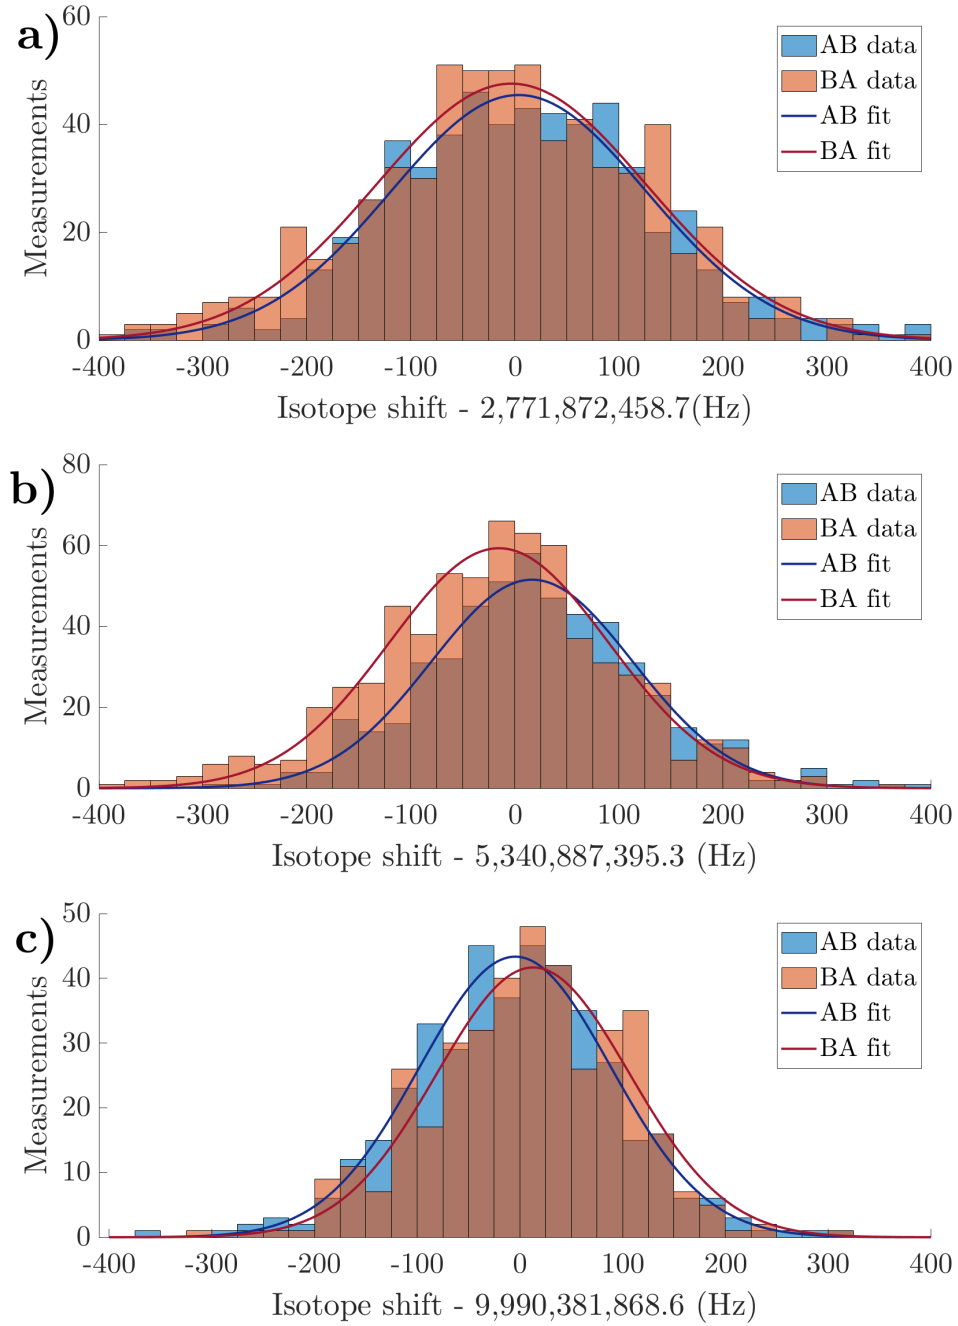 a)
60
40
20
0
Measurements
AB data
BA data
AB fit
BA fit
-400 -300 -200 -100 0 100 200 300 400
Isotope shift - 2,771,872,458.7(Hz)
b)
80
60
40
20
0
Measurements
AB data
BA data
AB fit
BA fit
-400 -300 -200 -100 0 100 200 300 400
Isotope shift - 5,340,887,395.3 (Hz)
c)
50
40
30
20
10
0
Measurements
AB data
BA data
AB fit
BA fit
-400 -300 -200 -100 0 100 200 300 400
Isotope shift - 9,990,381,868.6 (Hz)